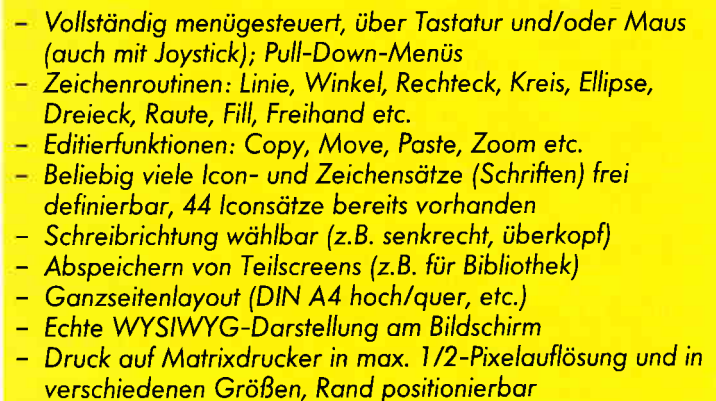 – Vollständig menügesteuert, über Tastatur und/oder Maus
(auch mit Joystick); Pull-Down-Menüs
– Zeichenroutinen: Linie, Winkel, Rechteck, Kreis, Ellipse,
Dreieck, Raute, Fill, Freihand etc.
– Editierfunktionen: Copy, Move, Paste, Zoom etc.
– Beliebig viele Icon- und Zeichensätze (Schriften) frei
definierbar, 44 Iconsätze bereits vorhanden
– Schreibrichtung wählbar (z.B. senkrecht, überkopf)
– Abspeichern von Teilscreens (z.B. für Bibliothek)
– Ganzseitenlayout (DIN A4 hoch/quer, etc.)
– Echte WYSIWYG-Darstellung am Bildschirm
– Druck auf Matrixdrucker in max. 1/2-Pixelauflösung und in
verschiedenen Größen, Rand positionierbar